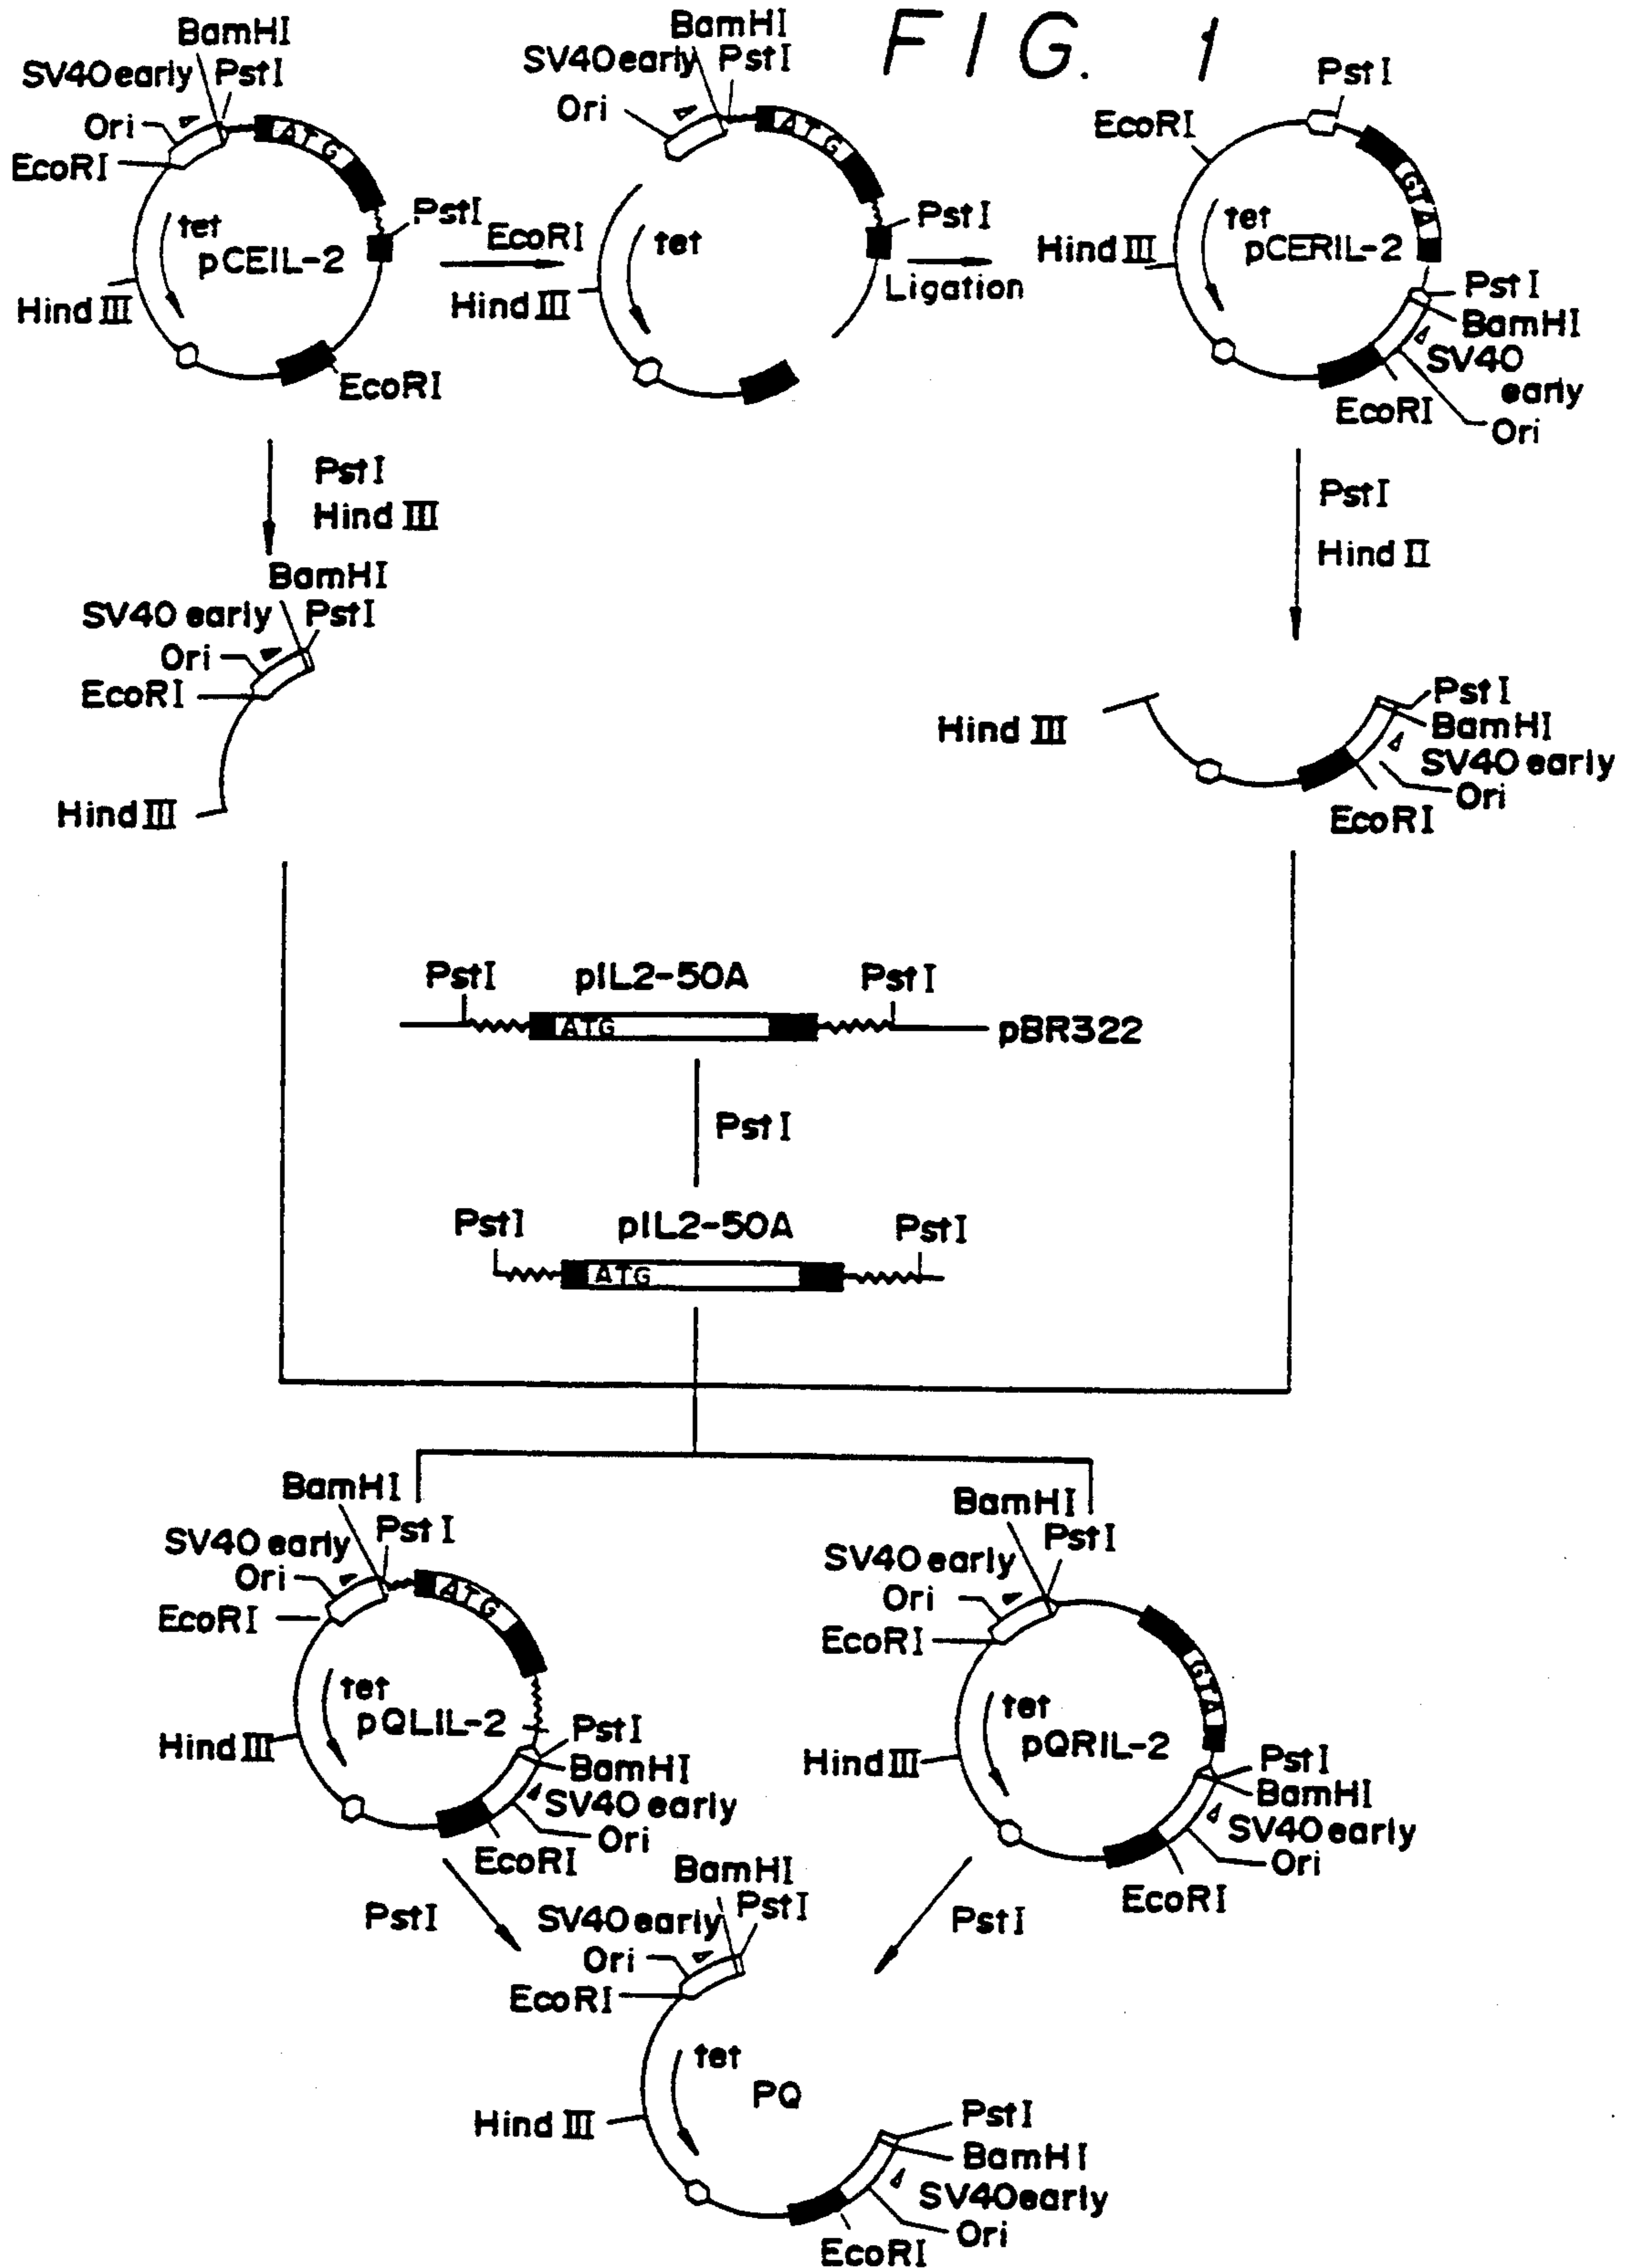 FIG. 1
BamHI
SV40 early
PstI
Ori
EcoRI
tet
pCEIL-2
PstI
Hind III
EcoRI
EcoRI
BamHI
SV40 early
PstI
Ori
ATG
tet
PstI
Hind III
Ligation
ATG
PstI
EcoRI
GTA
tet
pCERIL-2
Hind III
PstI
BamHI
SV40
early
EcoRI
Ori
PstI
Hind III
BamHI
SV40 early
PstI
Ori
EcoRI
Hind III
PstI
Hind II
Hind III
PstI
BamHI
SV40 early
Ori
EcoRI
PstI
pIL2-50A
PstI
ATG
pBR322
PstI
PstI
pIL2-50A
PstI
ATG
BamHI
PstI
SV40 early
Ori
ATG
EcoRI
tet
pQLIL-2
Hind III
PstI
BamHI
SV40 early
Ori
EcoRI
BamHI
PstI
SV40 early
Ori
EcoRI
GTA
tet
pQRIL-2
Hind III
PstI
BamHI
SV40 early
Ori
EcoRI
PstI
PstI
BamHI
PstI
SV40 early
Ori
EcoRI
tet
PQ
Hind III
PstI
BamHI
SV40 early
Ori
EcoRI